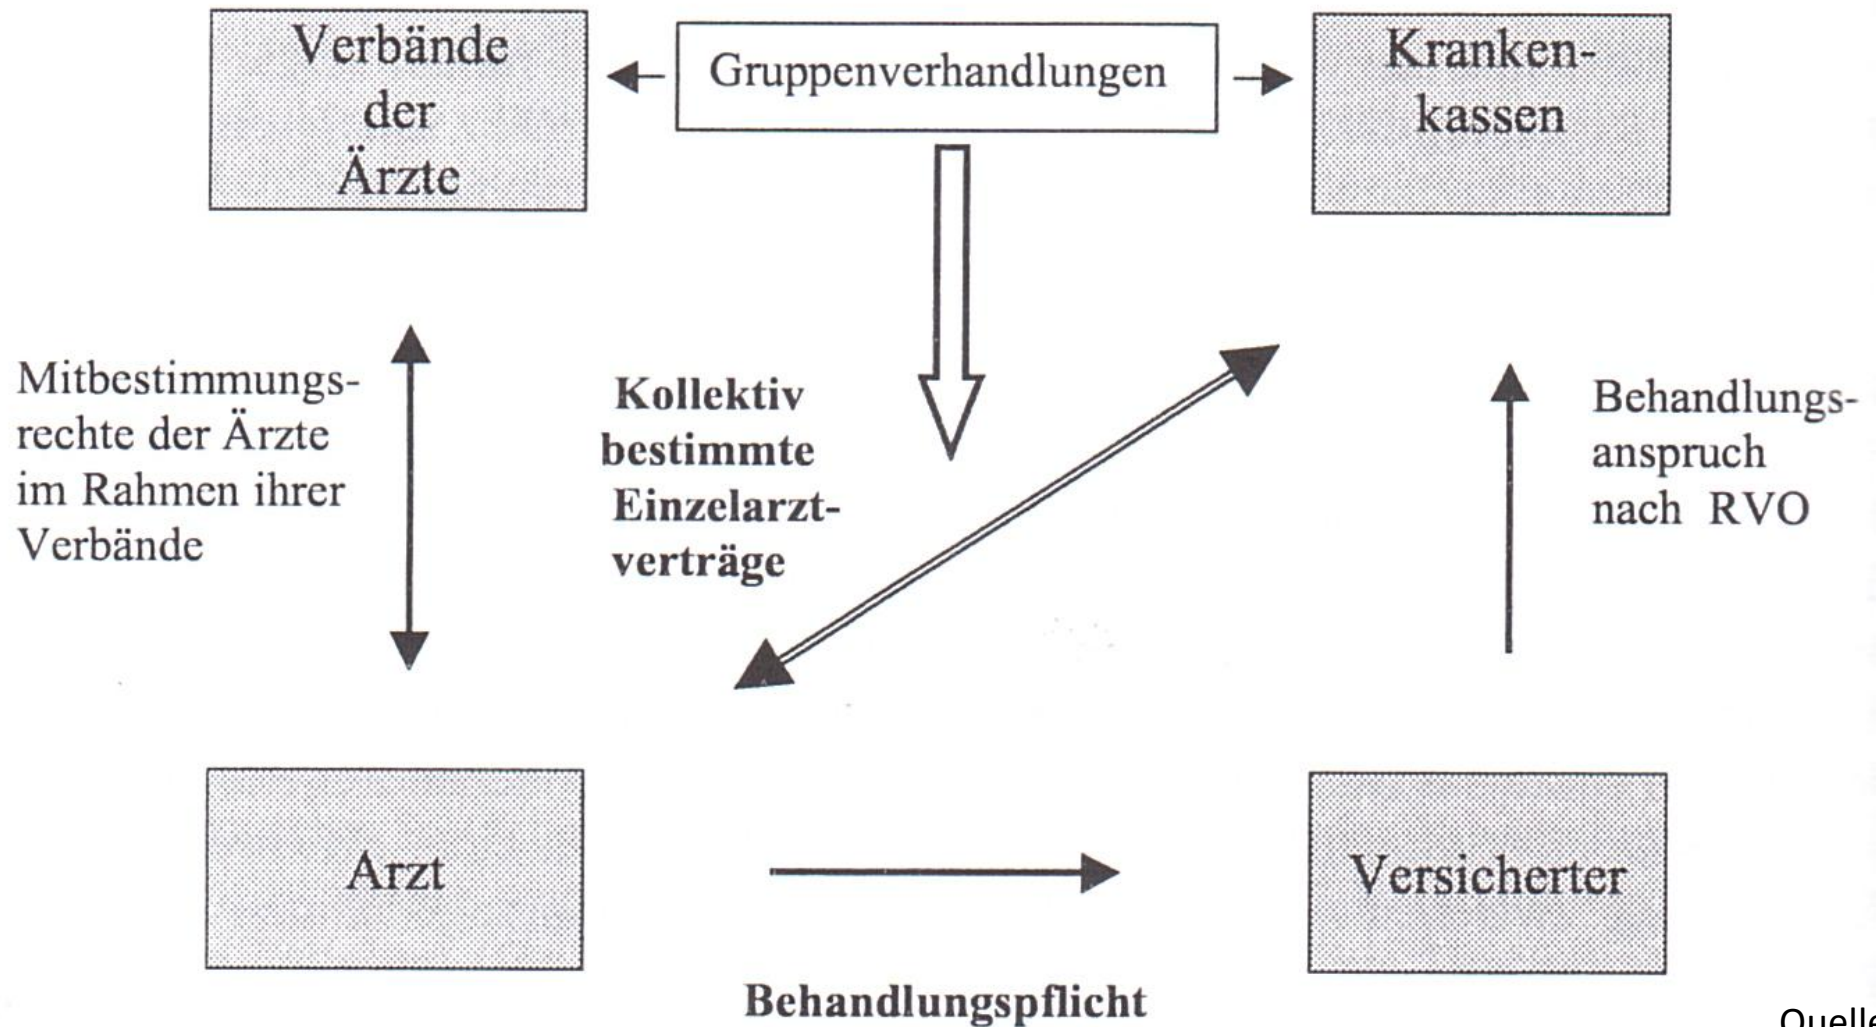 Verbände
der
Ärzte
Gruppenverhandlungen
Kranken-
kassen
Mitbestimmungs-
rechte der Ärzte
im Rahmen ihrer
Verbände
Kollektiv
bestimmte
Einzelarzt-
verträge
Behandlungs-
anspruch
nach RVO
Arzt
Versicherter
Behandlungspflicht